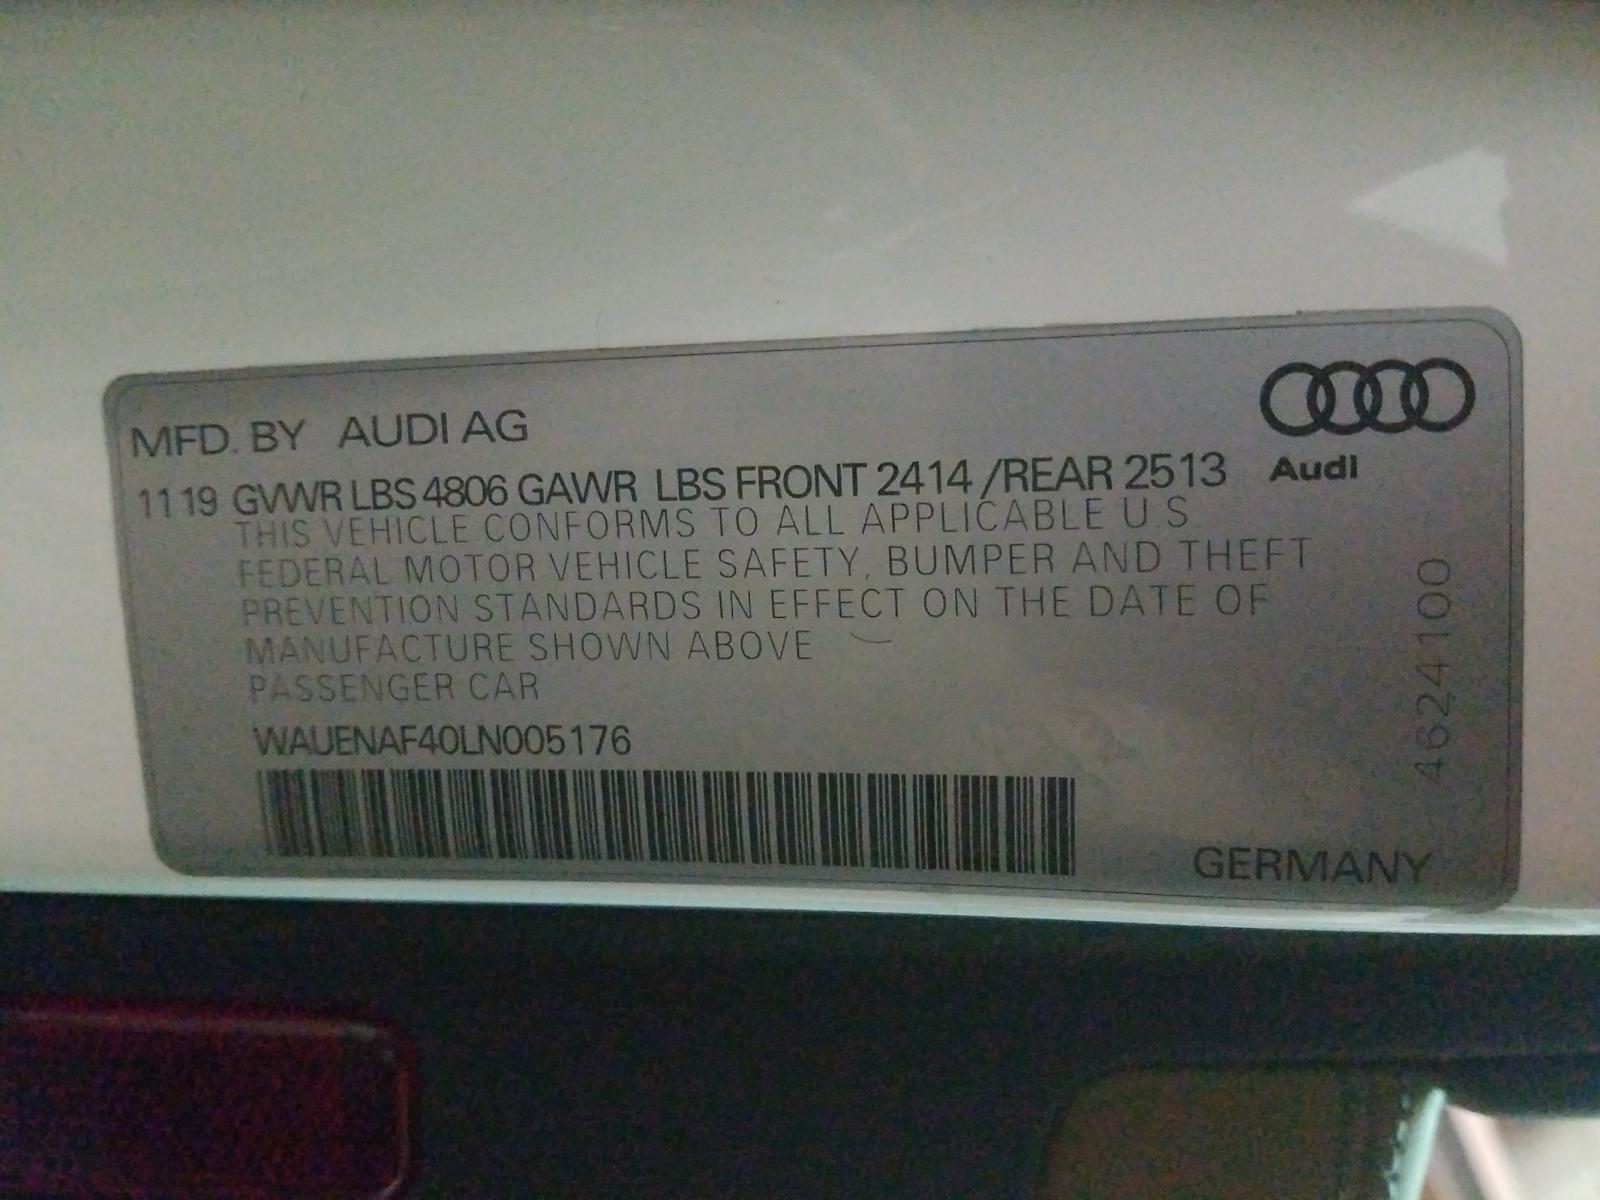 MFD. BY AUDI AG
Audi
11 19 GVWR LBS 4806 GAWR LBS FRONT 2414 /REAR 2513
THIS VEHICLE CONFORMS TO ALL APPLICABLE U.S.
FEDERAL MOTOR VEHICLE SAFETY, BUMPER AND THEFT
PREVENTION STANDARDS IN EFFECT ON THE DATE OF
MANUFACTURE SHOWN ABOVE
PASSENGER CAR
WAUENAF40LN005176
4624100
GERMANY